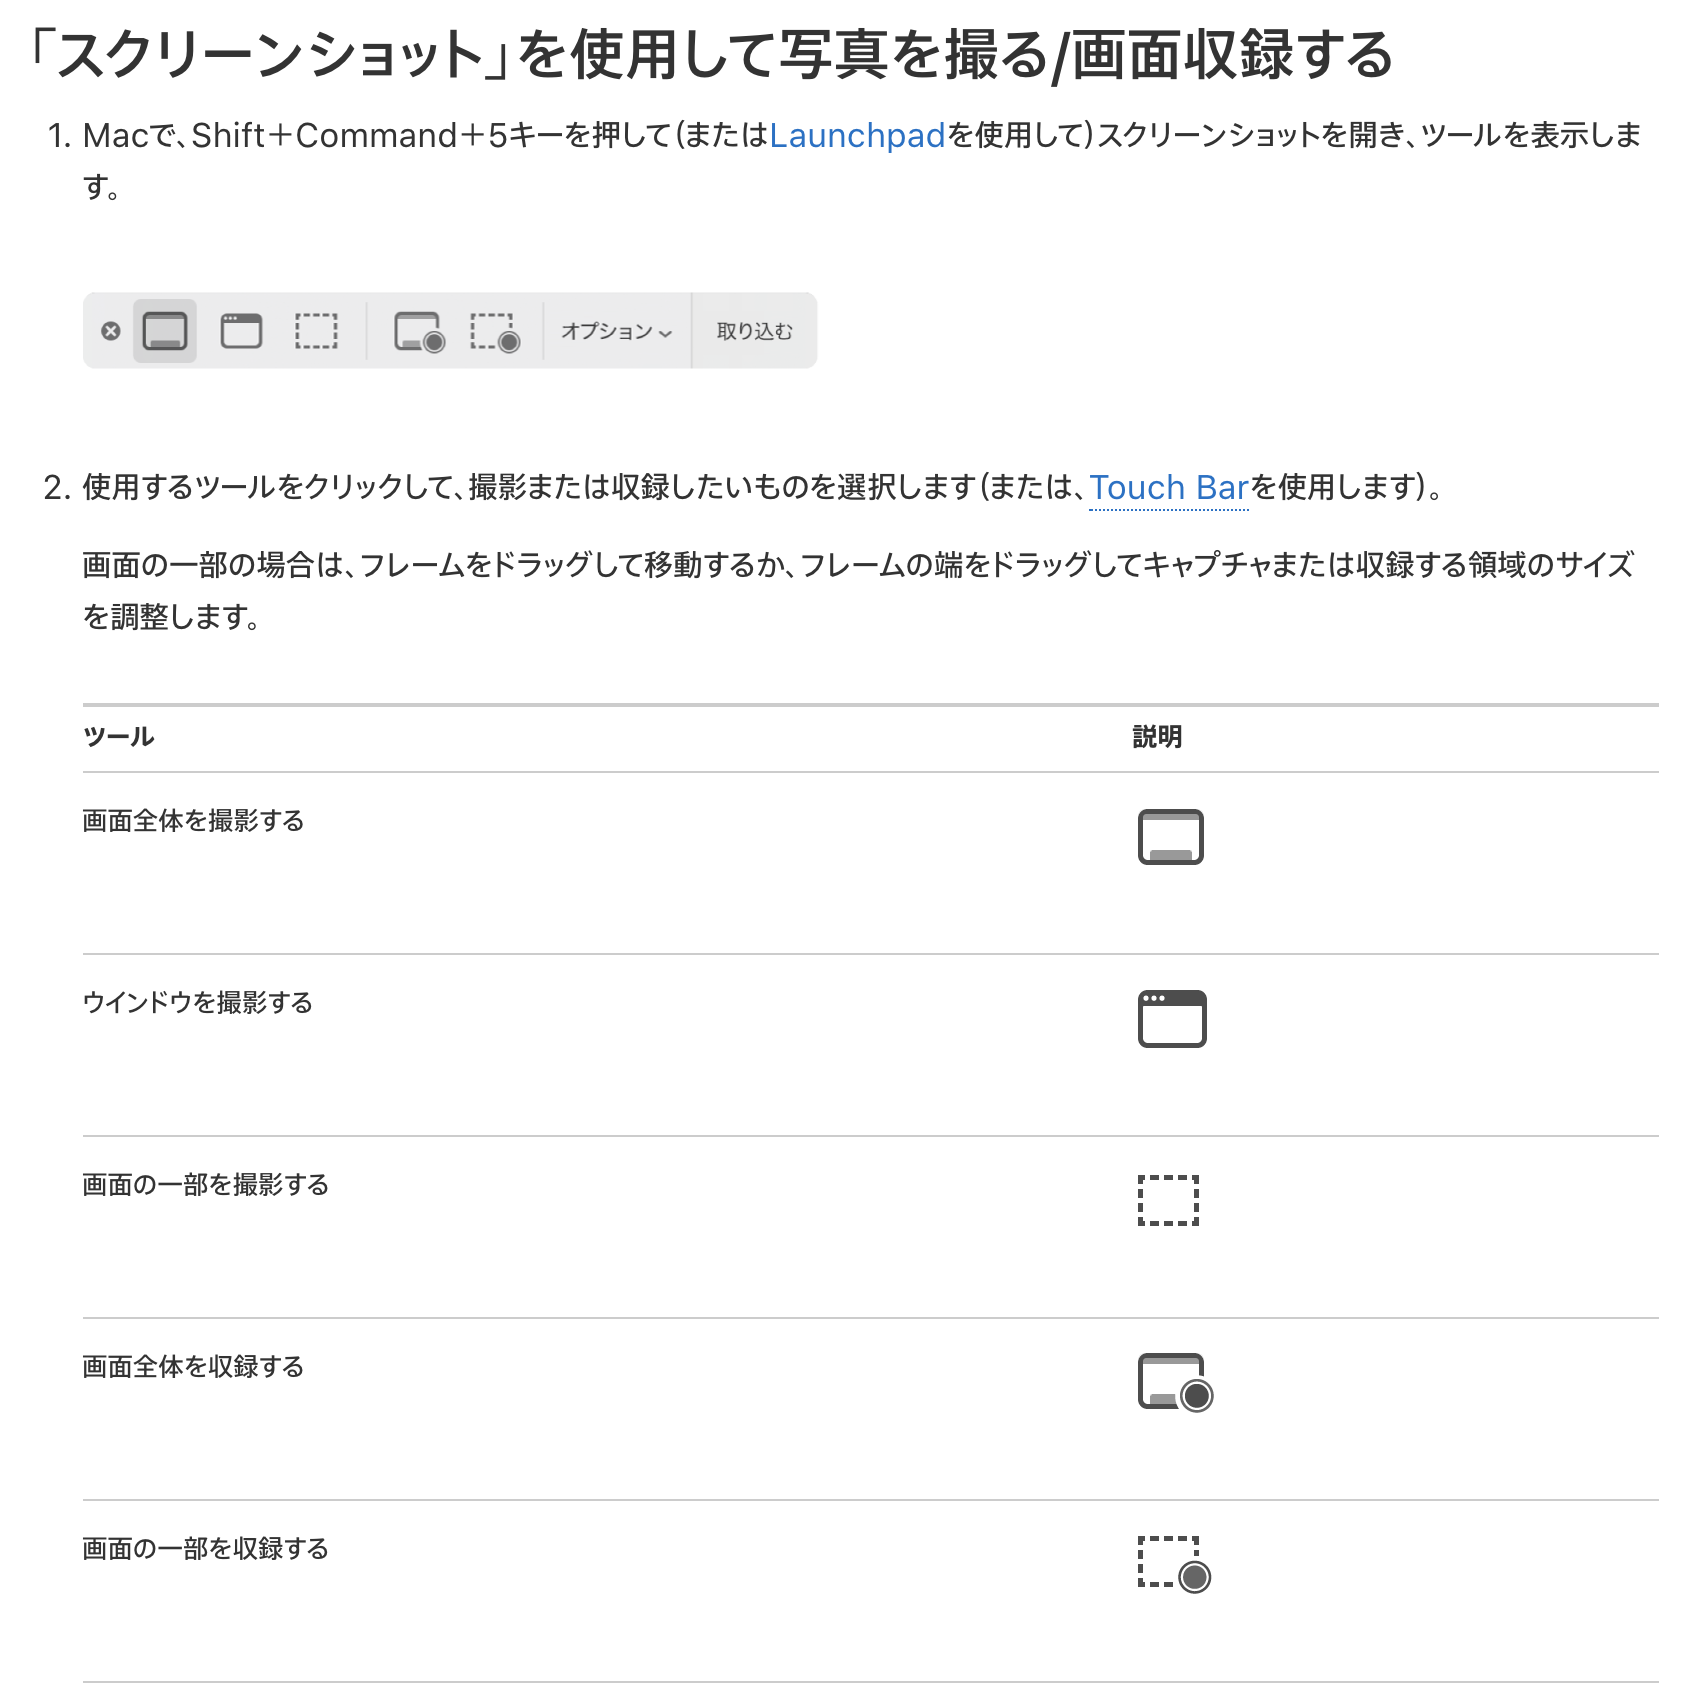 「スクリーンショット」を使用して写真を撮る/画面収録する
1. Macで、Shift＋Command＋5キーを押して（またはLaunchpadを使用して）スクリーンショットを開き、ツールを表示しま
す。
オプション 取り込む
2. 使用するツールをクリックして、撮影または収録したいものを選択します（または、Touch Barを使用します）。
画面の一部の場合は、フレームをドラッグして移動するか、フレームの端をドラッグしてキャプチャまたは収録する領域のサイズ
を調整します。
ツール 説明
画面全体を撮影する
ウインドウを撮影する
画面の一部を撮影する
画面全体を収録する
画面の一部を収録する